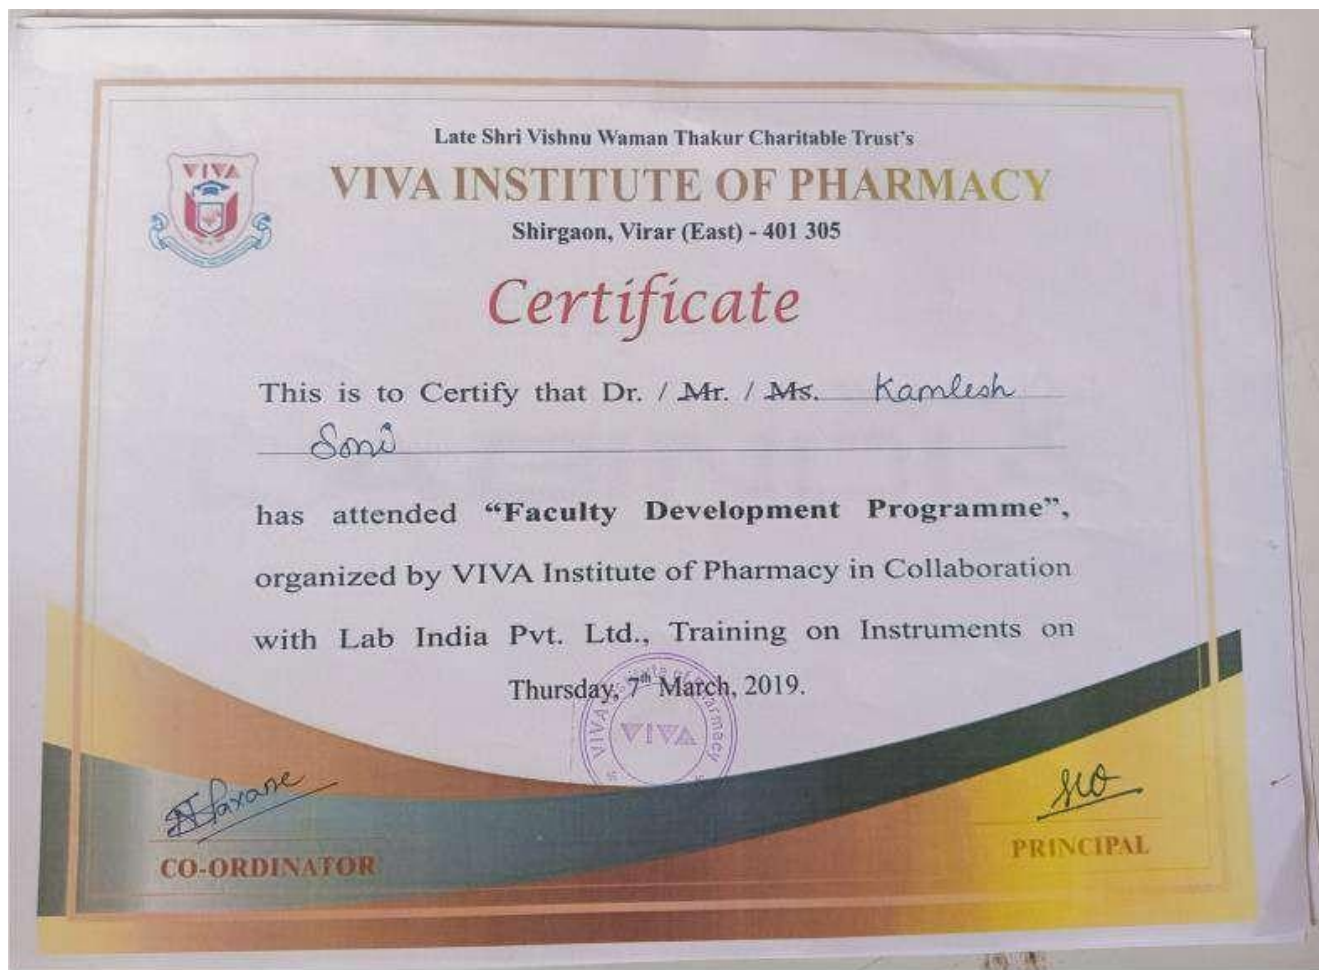 VIVA
Late Shri Vishnu Waman Thakur Charitable Trust's
VIVA INSTITUTE OF PHARMACY
Shirgaon, Virar (East) - 401 305
Certificate
This is to Certify that Dr. / Mr. / Ms. Kamlesh
Soni
has attended “Faculty Development Programme”,
organized by VIVA Institute of Pharmacy in Collaboration
with Lab India Pvt. Ltd., Training on Instruments on
Thursday, 7th March, 2019.
VIVA
CO-ORDINATOR
PRINCIPAL